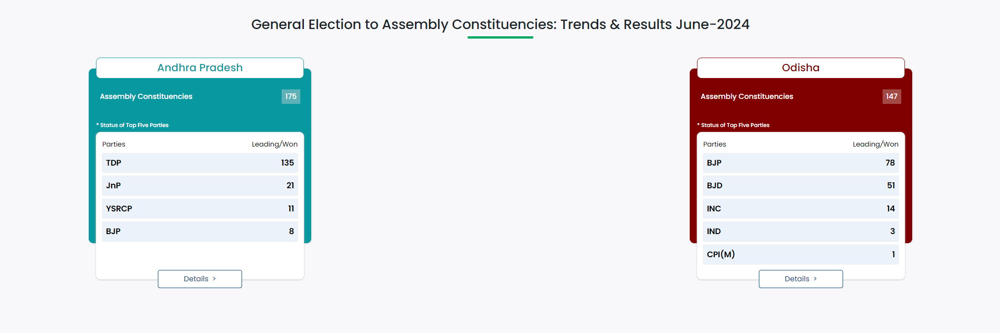 General Election to Assembly Constituencies: Trends & Results June-2024
Andhra Pradesh
Assembly Constituencies 175
* Status of Top Five Parties
Parties Leading/Won
TDP 135
JnP 21
YSRCP 11
BJP 8
Details >
Odisha
Assembly Constituencies 147
* Status of Top Five Parties
Parties Leading/Won
BJP 78
BJD 51
INC 14
IND 3
CPI(M) 1
Details >